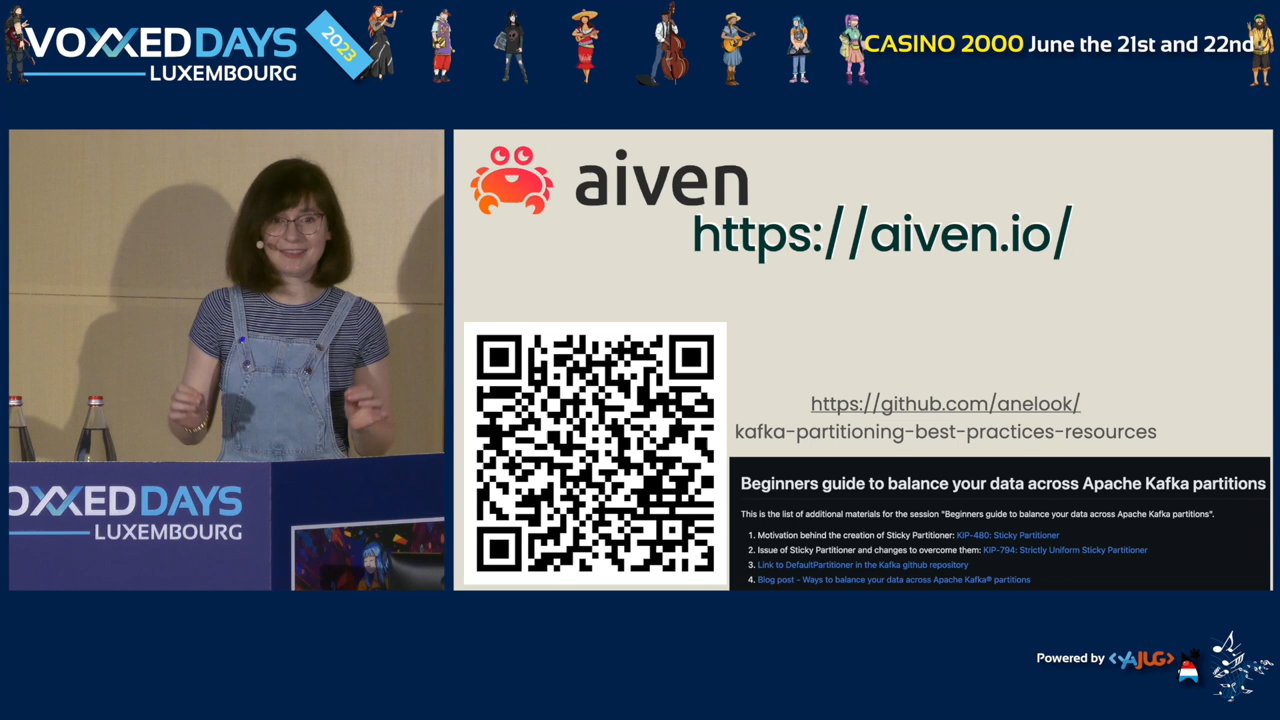 VOXXED DAYS
LUXEMBOURG
2023
CASINO 2000 June the 21st and 22nd
aiven
https://aiven.io/
https://github.com/anelook/
kafka-partitioning-best-practices-resources
Beginners guide to balance your data across Apache Kafka partitions
This is the list of additional materials for the session "Beginners guide to balance your data across Apache Kafka partitions".
1. Motivation behind the creation of Sticky Partitioner: KIP-480: Sticky Partitioner
2. Issue of Sticky Partitioner and changes to overcome them: KIP-794: Strictly Uniform Sticky Partitioner
3. Link to DefaultPartitioner in the Kafka github repository
4. Blog post - Ways to balance your data across Apache Kafka® partitions
OXXED DAYS
LUXEMBOURG
Powered by <YAJUG>